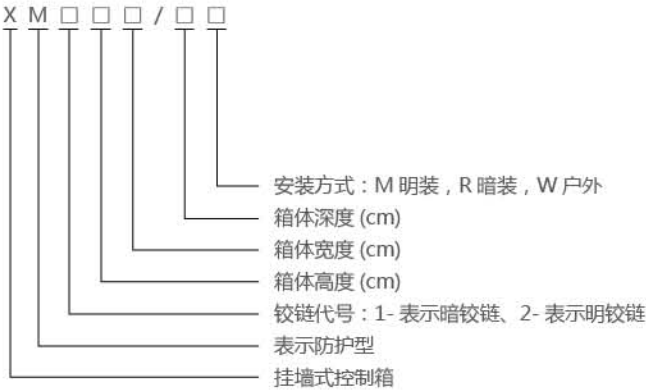 XM□□□/□□
安装方式：M 明装，R 暗装，W 户外
箱体深度 (cm)
箱体宽度 (cm)
箱体高度 (cm)
铰链代号：1- 表示暗铰链、2- 表示明铰链
表示防护型
挂墙式控制箱